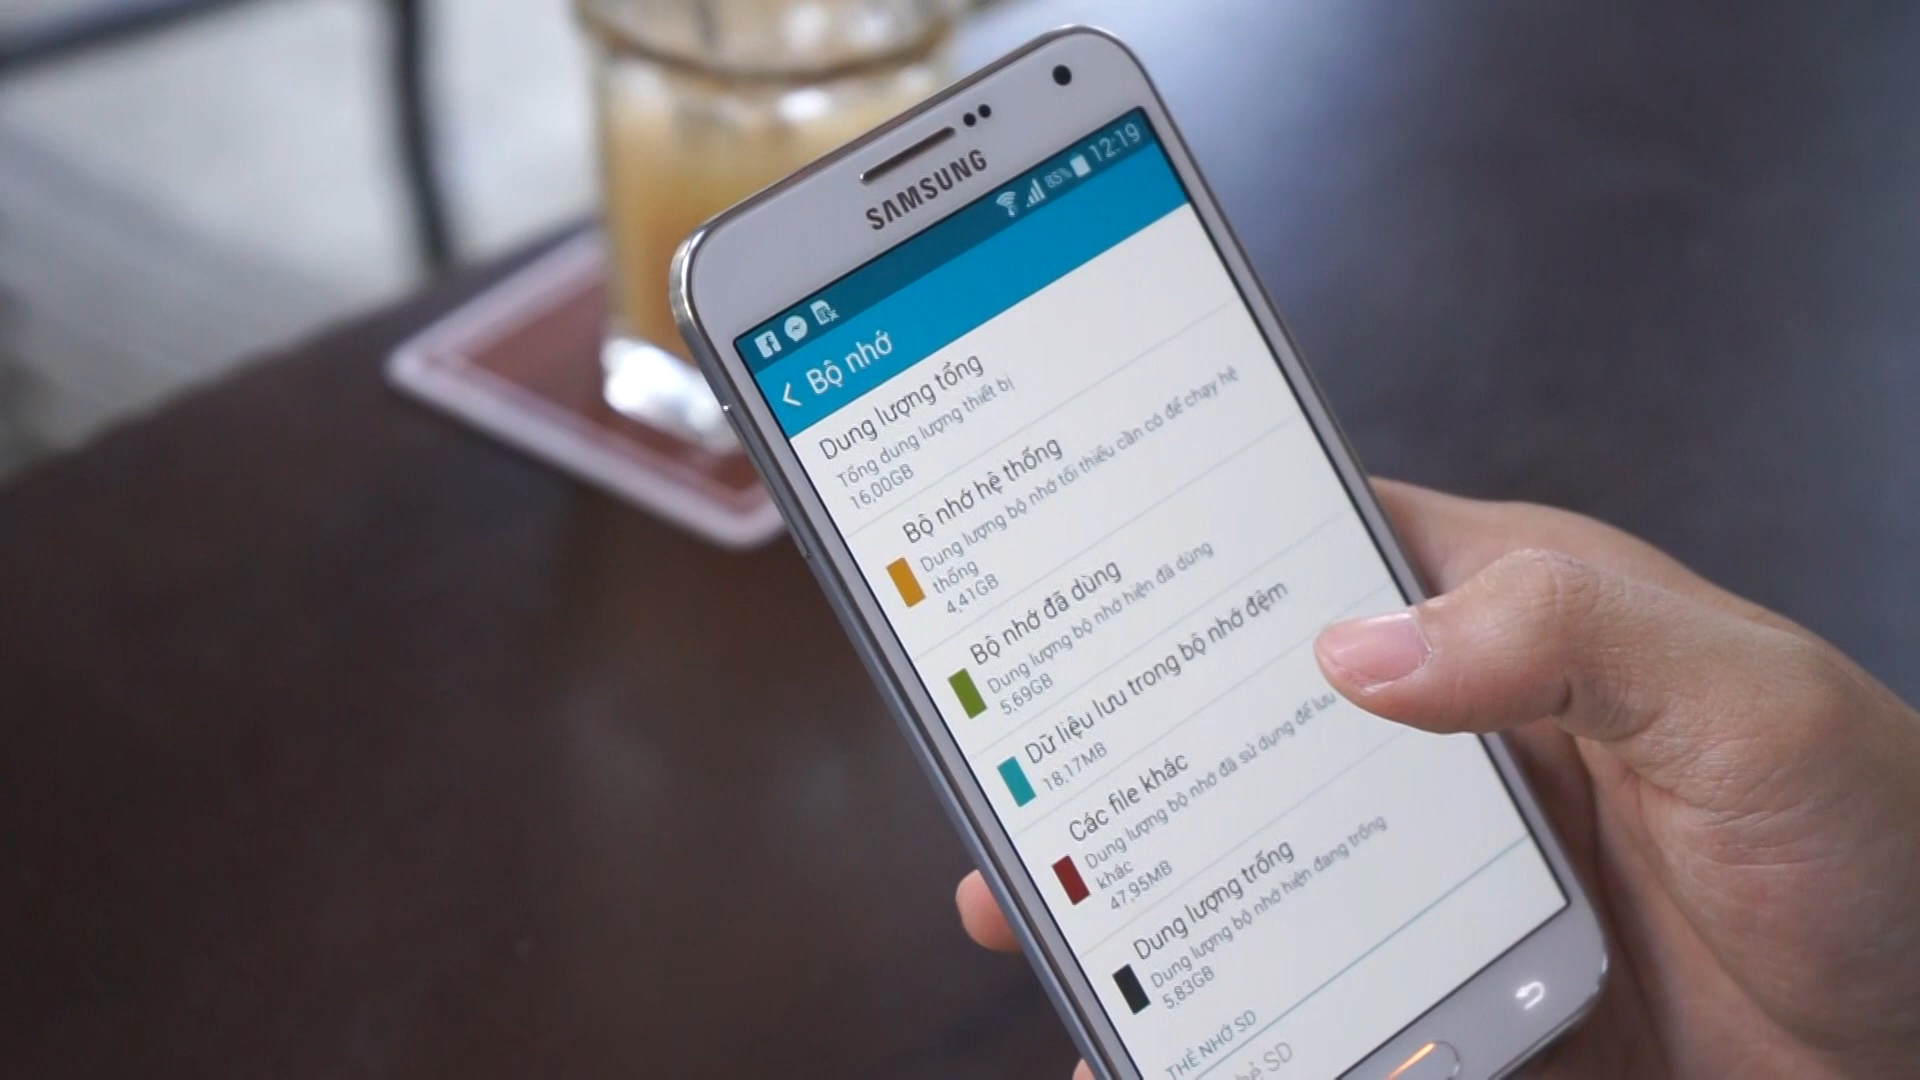 SAMSUNG
85% 12:19
Bộ nhớ
Dung lượng tổng
Tổng dung lượng thiết bị
16,00GB
Bộ nhớ hệ thống
Dung lượng bộ nhớ tối thiểu cần có để chạy hệ
thống
4,41GB
Bộ nhớ đã dùng
Dung lượng bộ nhớ hiện đã dùng
5,69GB
Dữ liệu lưu trong bộ nhớ đệm
18,17MB
Các file khác
Dung lượng bộ nhớ đã sử dụng để lưu
khác
47,95MB
Dung lượng trống
Dung lượng bộ nhớ hiện đang trống
5,83GB
THẺ NHỚ SD
SD